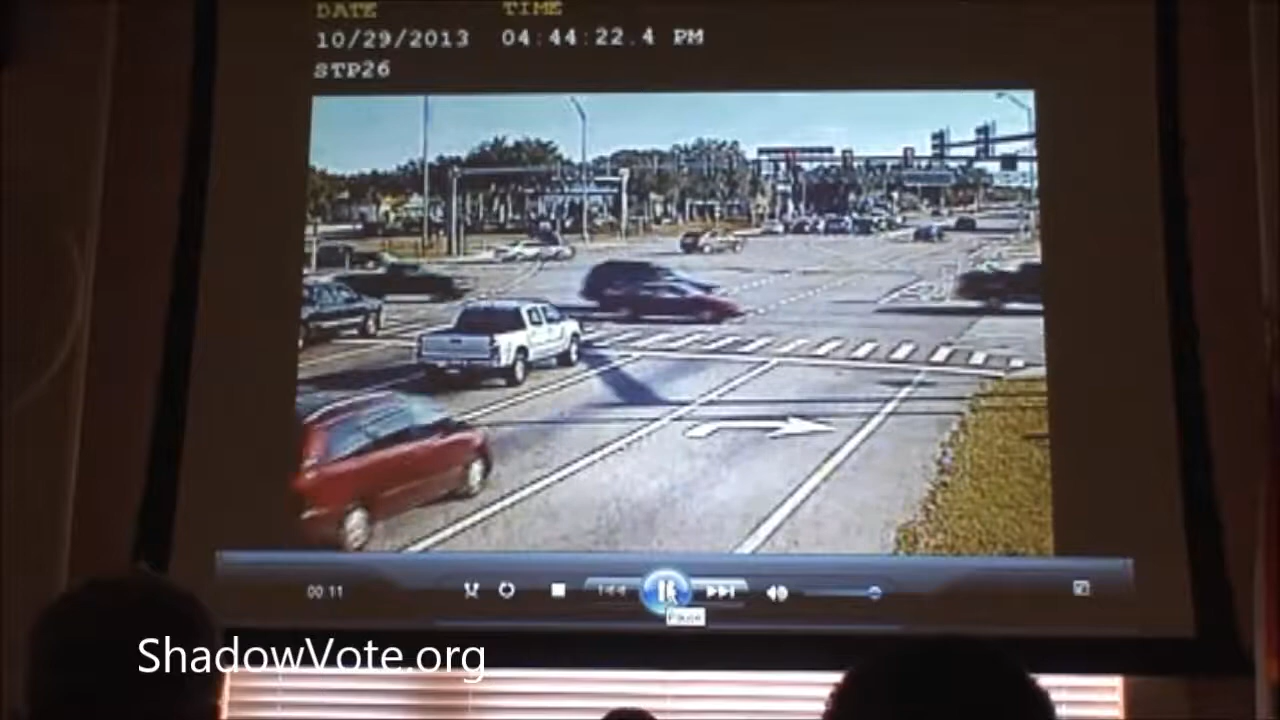 DATE TIME
10/29/2013 04:44:22.4 PM
STP26
00:11
Pause
ShadowVote.org